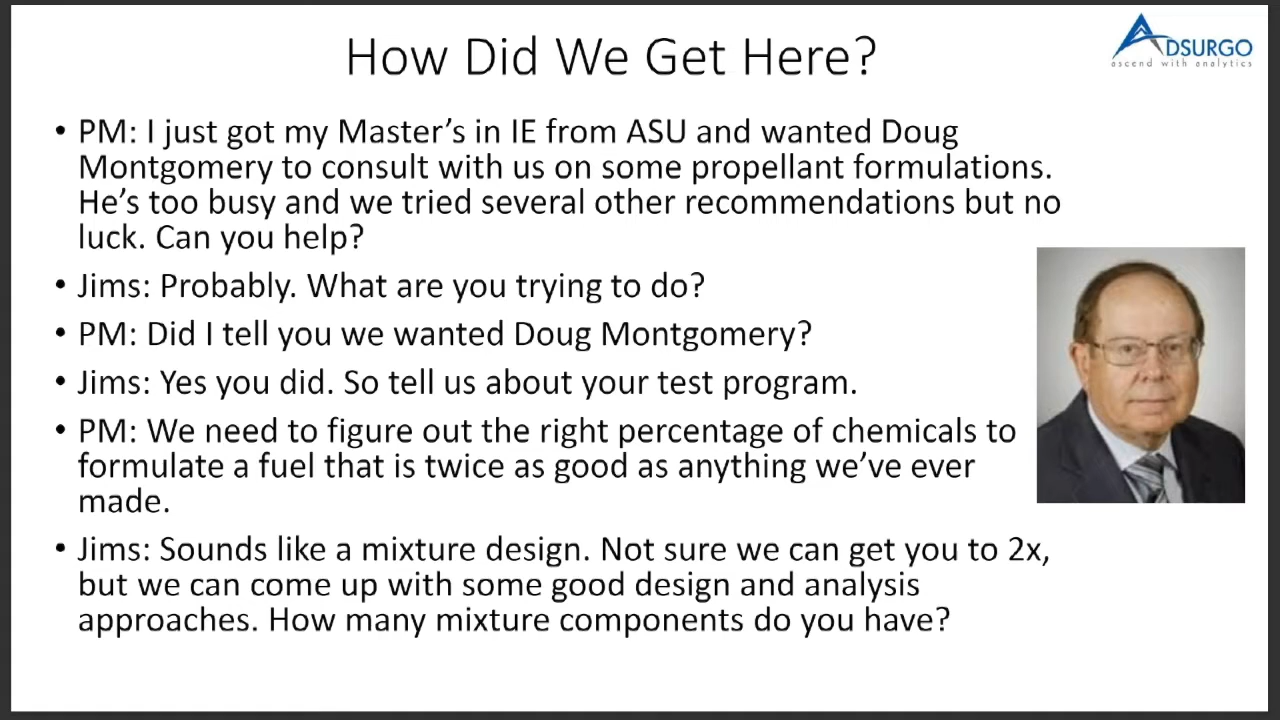 How Did We Get Here?
ADSURGO
ascend with analytics
• PM: I just got my Master’s in IE from ASU and wanted Doug
Montgomery to consult with us on some propellant formulations.
He’s too busy and we tried several other recommendations but no
luck. Can you help?
• Jims: Probably. What are you trying to do?
• PM: Did I tell you we wanted Doug Montgomery?
• Jims: Yes you did. So tell us about your test program.
• PM: We need to figure out the right percentage of chemicals to
formulate a fuel that is twice as good as anything we’ve ever
made.
• Jims: Sounds like a mixture design. Not sure we can get you to 2x,
but we can come up with some good design and analysis
approaches. How many mixture components do you have?